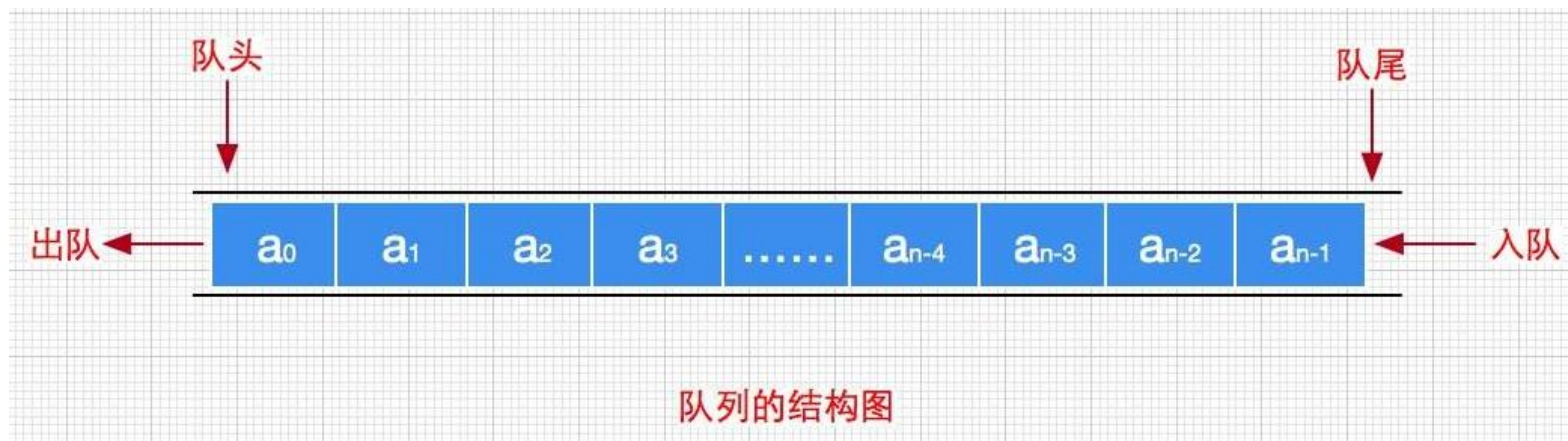 队头
队尾
出队 a0 a1 a2 a3 ...... an-4 an-3 an-2 an-1 入队
队列的结构图